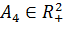 A₄ ∈ R₊²